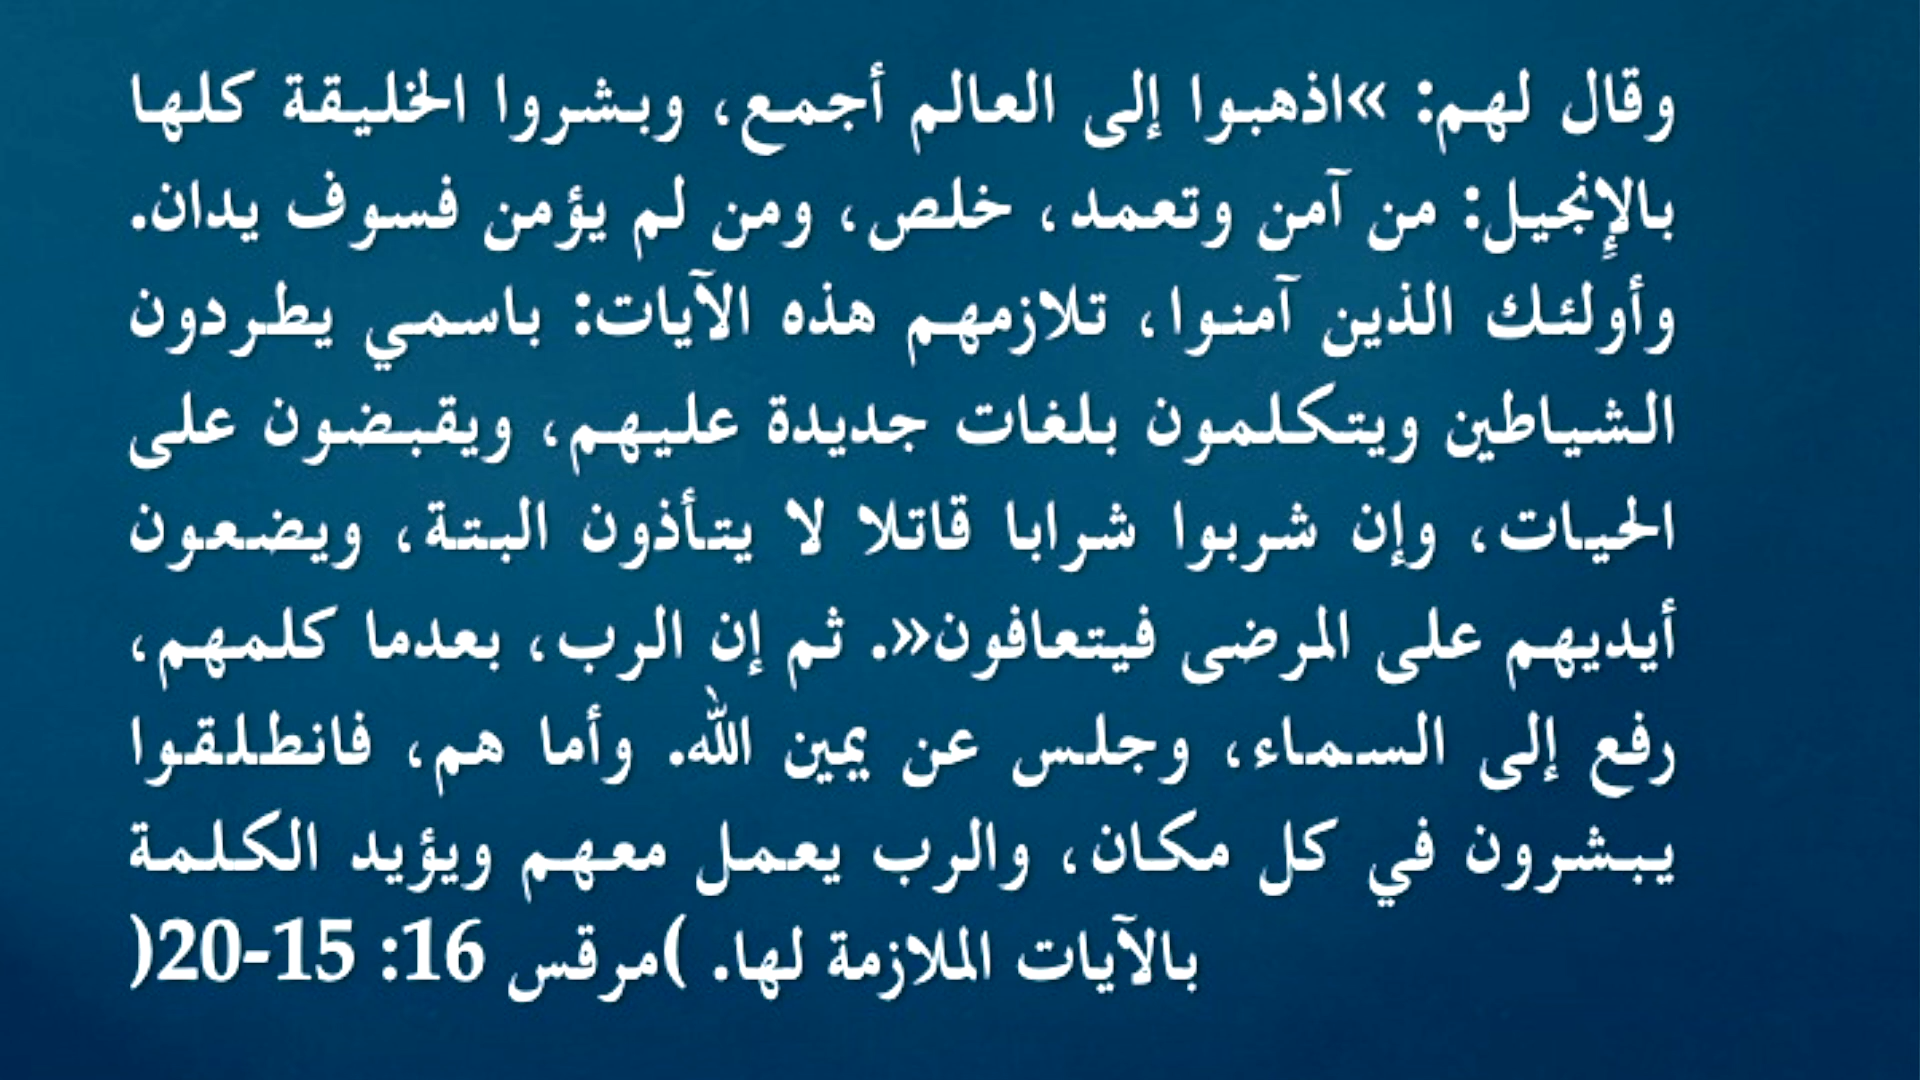 وقال لهم: »اذهبوا إلى العالم أجمع، وبشروا الخليقة كلها
بالإِنجيل: من آمن وتعمد، خلص، ومن لم يؤمن فسوف يدان.
وأولئك الذين آمنوا، تلازمهم هذه الآيات: باسمي يطردون
الشياطين ويتكلمون بلغات جديدة عليهم، ويقبضون على
الحيات، وإن شربوا شرابا قاتلا لا يتأذون البتة، ويضعون
أيديهم على المرضى فيتعافون«. ثم إن الرب، بعدما كلمهم،
رفع إلى السماء، وجلس عن يمين الله. وأما هم، فانطلقوا
يبشرون في كل مكان، والرب يعمل معهم ويؤيد الكلمة
بالآيات الملازمة لها. )مرقس 16: 15-20(